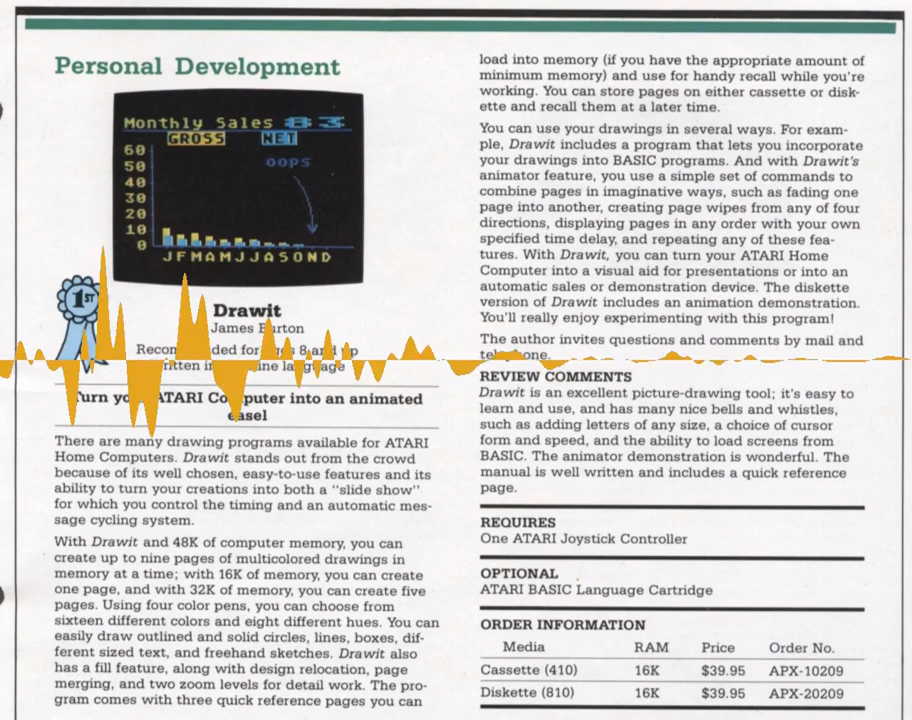 Personal Development
Monthly Sales 83
GROSS NET
60
50
40
30
20
10
0
OOPS
J F M A M J J A S O N D
1ST
Drawit
James
for
8 and
Turn ATARI into an animated
easel
There are many drawing programs available for ATARI
Home Computers. Drawit stands out from the crowd
because of its well chosen, easy-to-use features and its
ability to turn your creations into both a "slide show"
for which you control the timing and an automatic mes-
sage cycling system.
With Drawit and 48K of computer memory, you can
create up to nine pages of multicolored drawings in
memory at a time; with 16K of memory, you can create
one page, and with 32K of memory, you can create five
pages. Using four color pens, you can choose from
sixteen different colors and eight different hues. You can
easily draw outlined and solid circles, lines, boxes, dif-
ferent sized text, and freehand sketches. Drawit also
has a fill feature, along with design relocation, page
merging, and two zoom levels for detail work. The pro-
gram comes with three quick reference pages you can
load into memory (if you have the appropriate amount of
minimum memory) and use for handy recall while you're
working. You can store pages on either cassette or disk-
ette and recall them at a later time.
You can use your drawings in several ways. For exam-
ple, Drawit includes a program that lets you incorporate
your drawings into BASIC programs. And with Drawit's
animator feature, you use a simple set of commands to
combine pages in imaginative ways, such as fading one
page into another, creating page wipes from any of four
directions, displaying pages in any order with your own
specified time delay, and repeating any of these fea-
tures. With Drawit, you can turn your ATARI Home
Computer into a visual aid for presentations or into an
automatic sales or demonstration device. The diskette
version of Drawit includes an animation demonstration.
You'll really enjoy experimenting with this program!
The author invites questions and comments by mail and
telephone.
REVIEW COMMENTS
Drawit is an excellent picture-drawing tool; it's easy to
learn and use, and has many nice bells and whistles,
such as adding letters of any size, a choice of cursor
form and speed, and the ability to load screens from
BASIC. The animator demonstration is wonderful. The
manual is well written and includes a quick reference
page.
REQUIRES
One ATARI Joystick Controller
OPTIONAL
ATARI BASIC Language Cartridge
ORDER INFORMATION
Media RAM Price Order No.
Cassette (410) 16K $39.95 APX-10209
Diskette (810) 16K $39.95 APX-20209